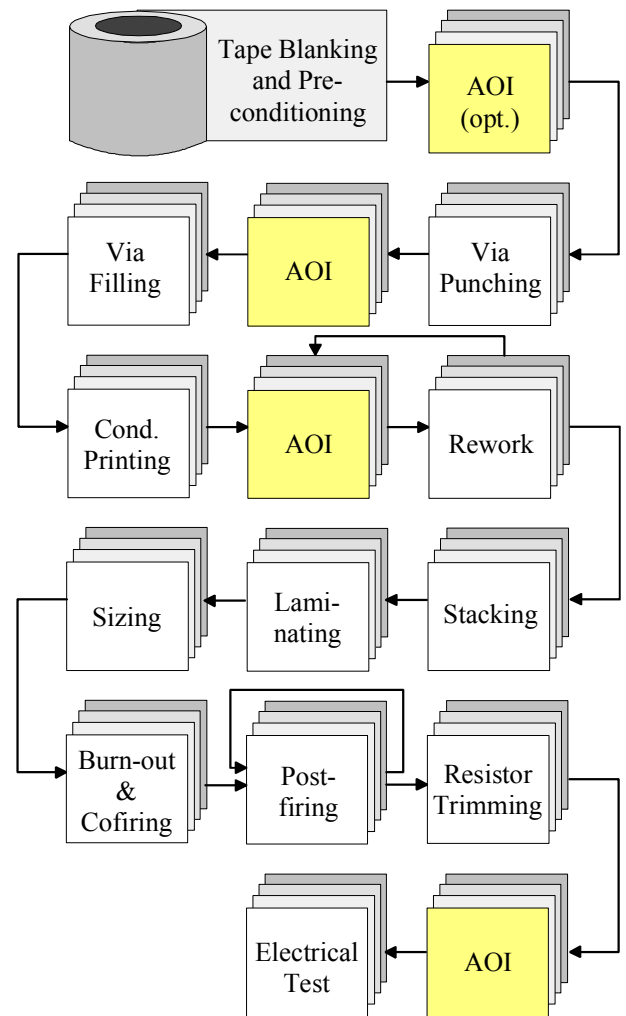 Tape Blanking
and Pre-
conditioning
AOI
(opt.)
Via
Filling
AOI
Via
Punching
Cond.
Printing
AOI
Rework
Sizing
Lami-
nating
Stacking
Burn-out
&
Cofiring
Post-
firing
Resistor
Trimming
Electrical
Test
AOI